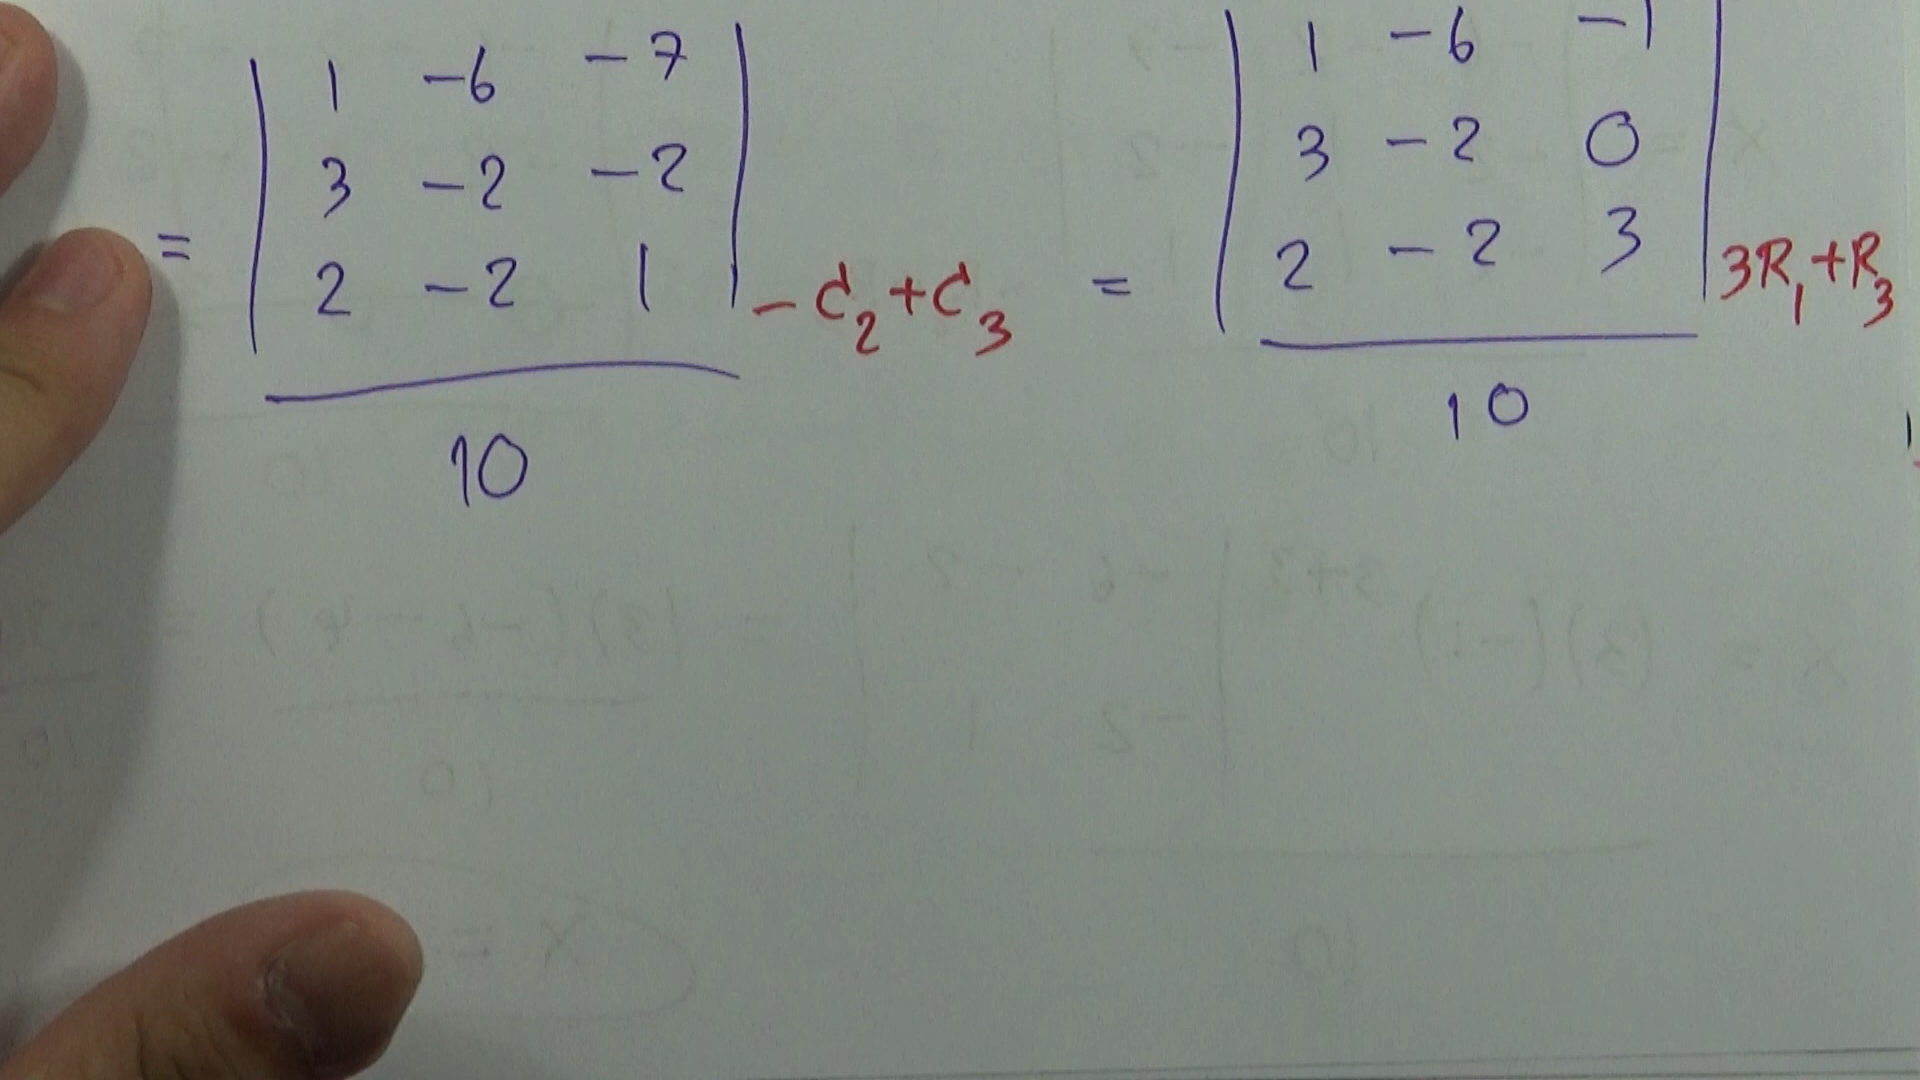 1 -6 -7 1 -6 -1
3 -2 -2 3 -2 0
= 2 -2 1 -C₂+C₃ = 2 -2 3 3R₁+R₃
10 10